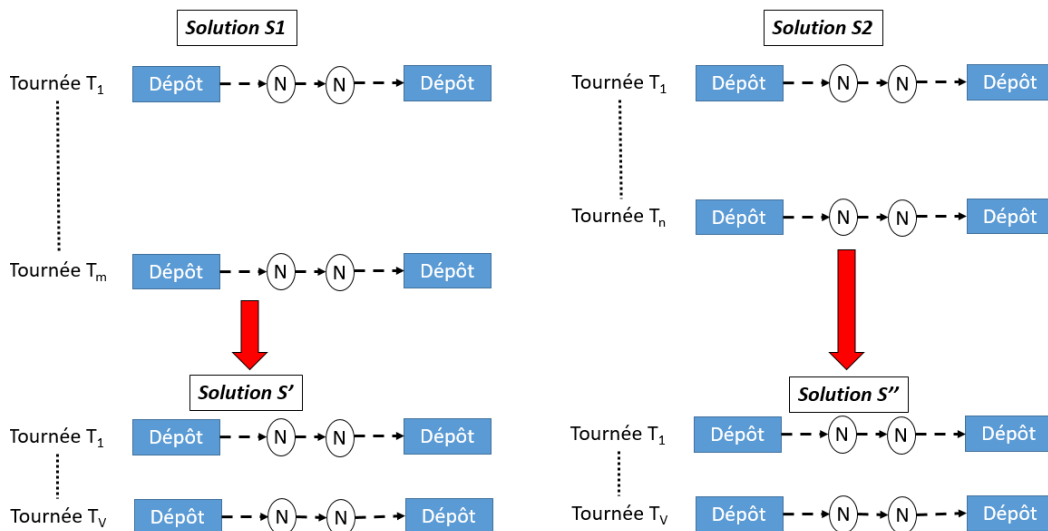 Solution S1
Tournée T1 Dépôt N N Dépôt
Tournée Tm Dépôt N N Dépôt
Solution S'
Tournée T1 Dépôt N N Dépôt
Tournée TV Dépôt N N Dépôt
Solution S2
Tournée T1 Dépôt N N Dépôt
Tournée Tn Dépôt N N Dépôt
Solution S''
Tournée T1 Dépôt N N Dépôt
Tournée TV Dépôt N N Dépôt